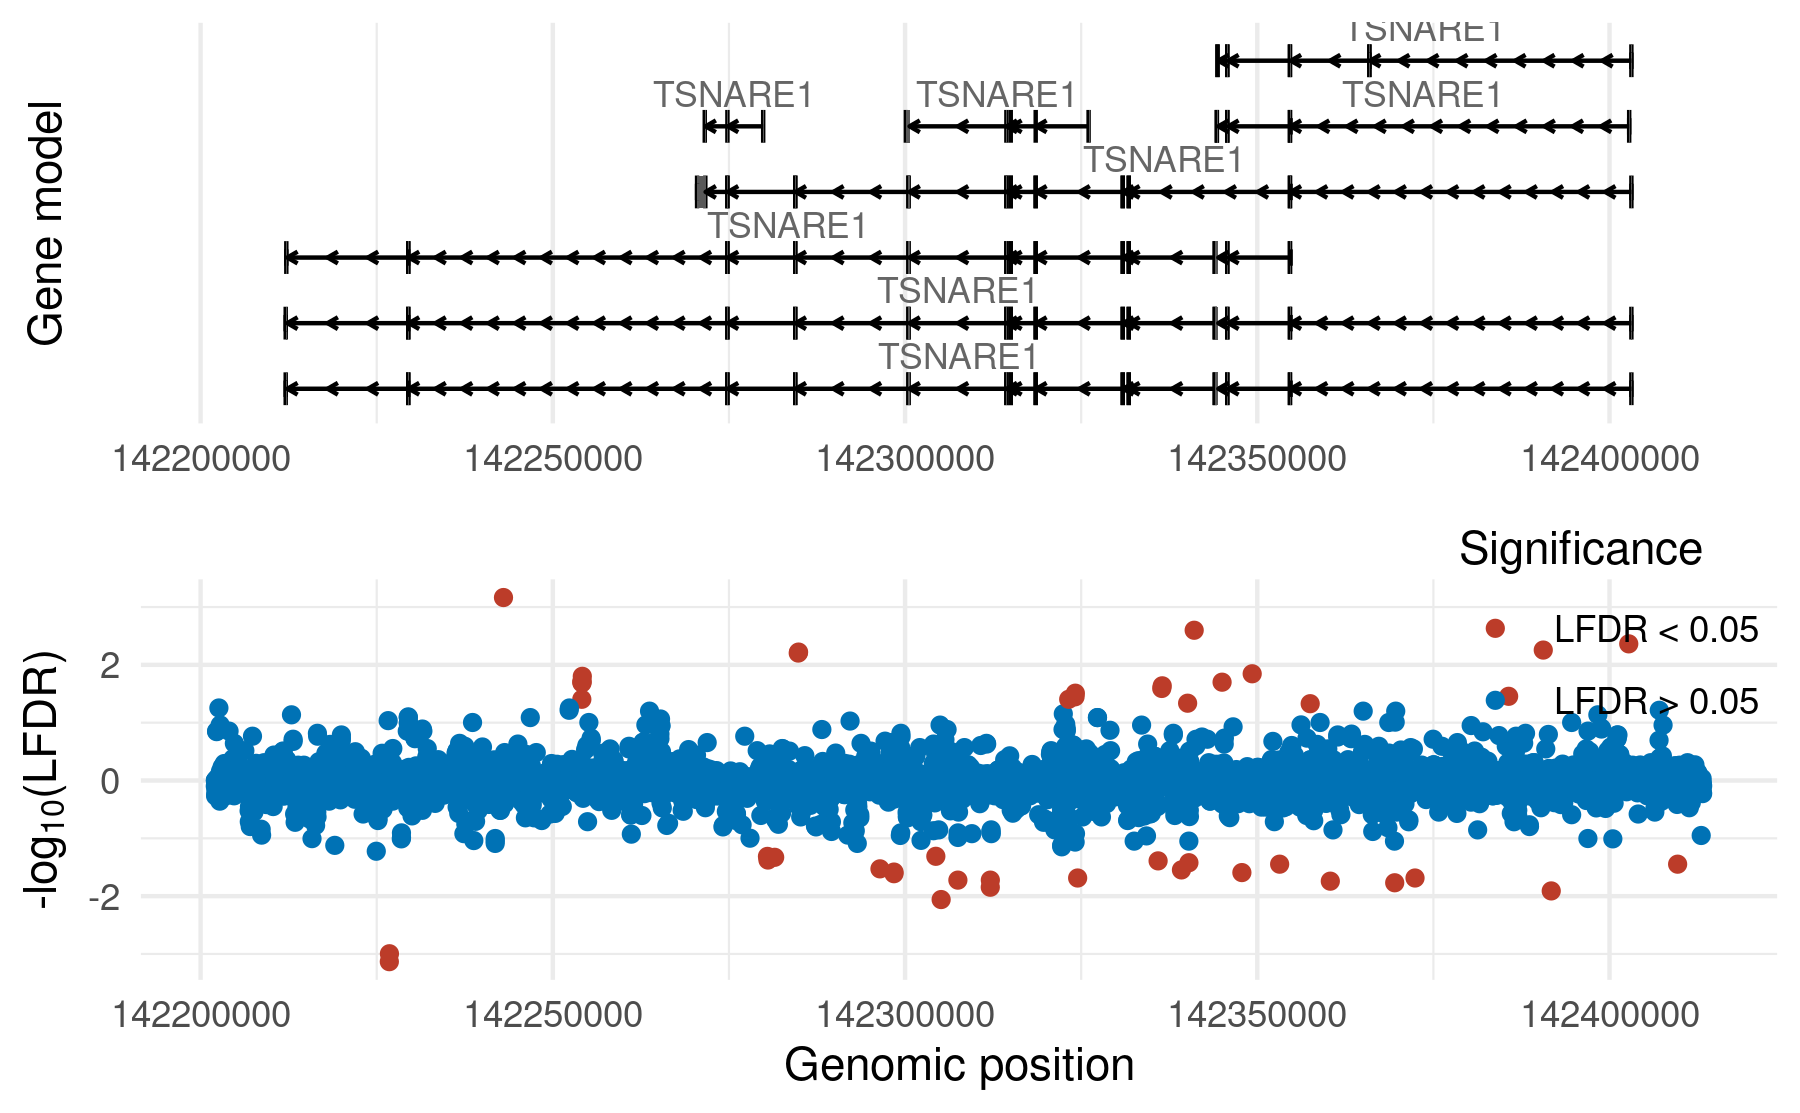 TSNARE1
TSNARE1 TSNARE1 TSNARE1
TSNARE1
TSNARE1
TSNARE1
TSNARE1
Gene model
142200000 142250000 142300000 142350000 142400000
Significance
LFDR < 0.05
LFDR > 0.05
-log10(LFDR)
2
0
-2
142200000 142250000 142300000 142350000 142400000
Genomic position